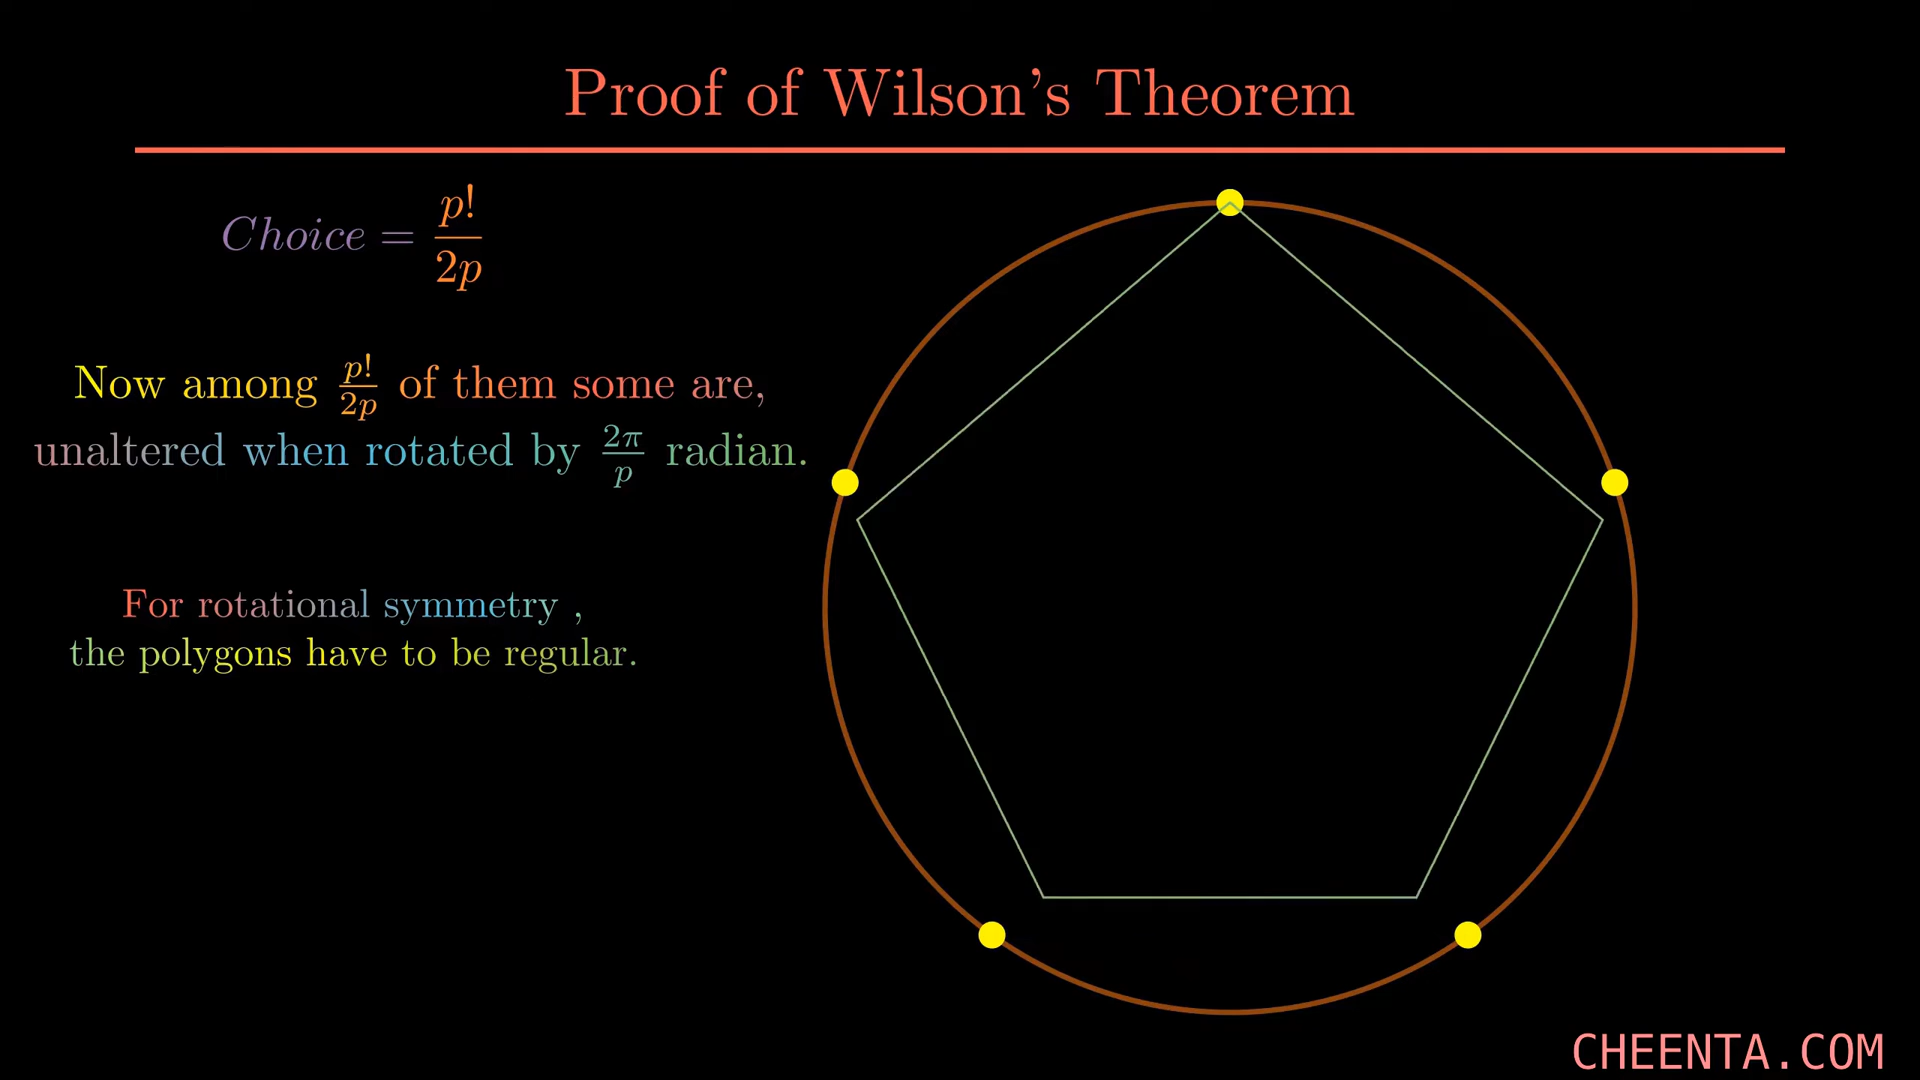 Proof of Wilson's Theorem
Choice = p!/2p
Now among p!/2p of them some are,
unaltered when rotated by 2π/p radian.
For rotational symmetry ,
the polygons have to be regular.
CHEENTA.COM